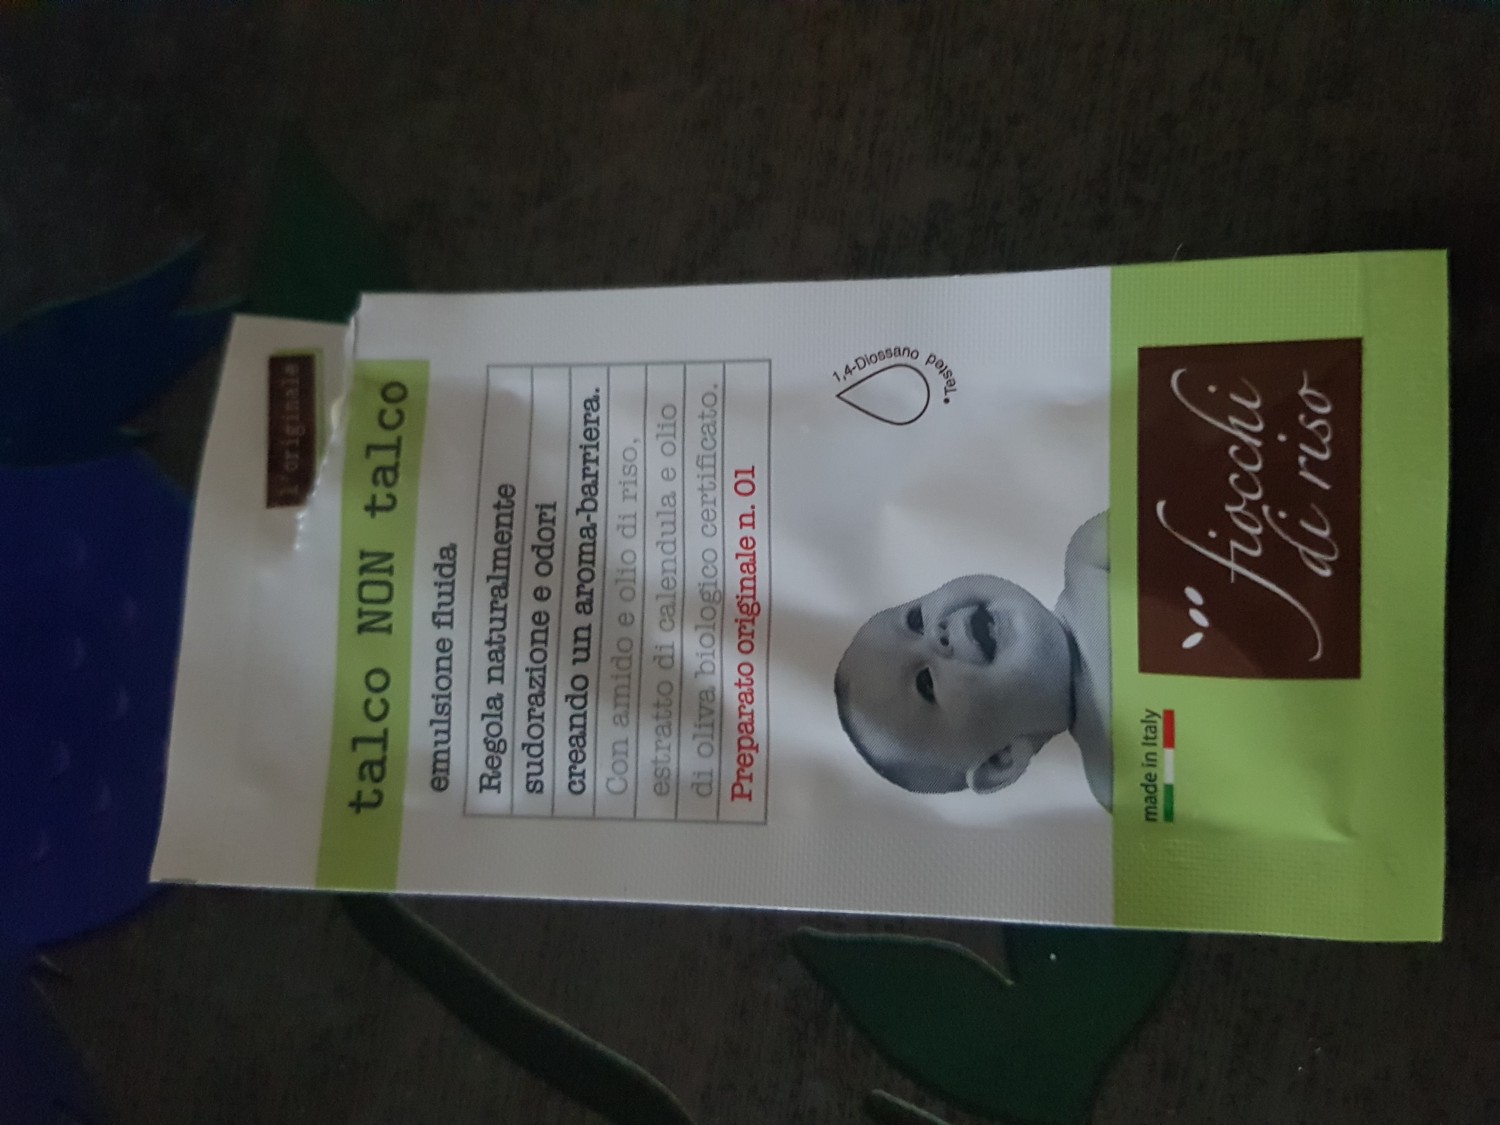 l'originale
talco NON talco
emulsione fluida
Regola naturalmente
sudorazione e odori
creando un aroma-barriera.
Con amido e olio di riso,
estratto di calendula e olio
di oliva biologico certificato.
Preparato originale n. 01
1,4-Diossano tested •
made in Italy
fiocchi
di riso